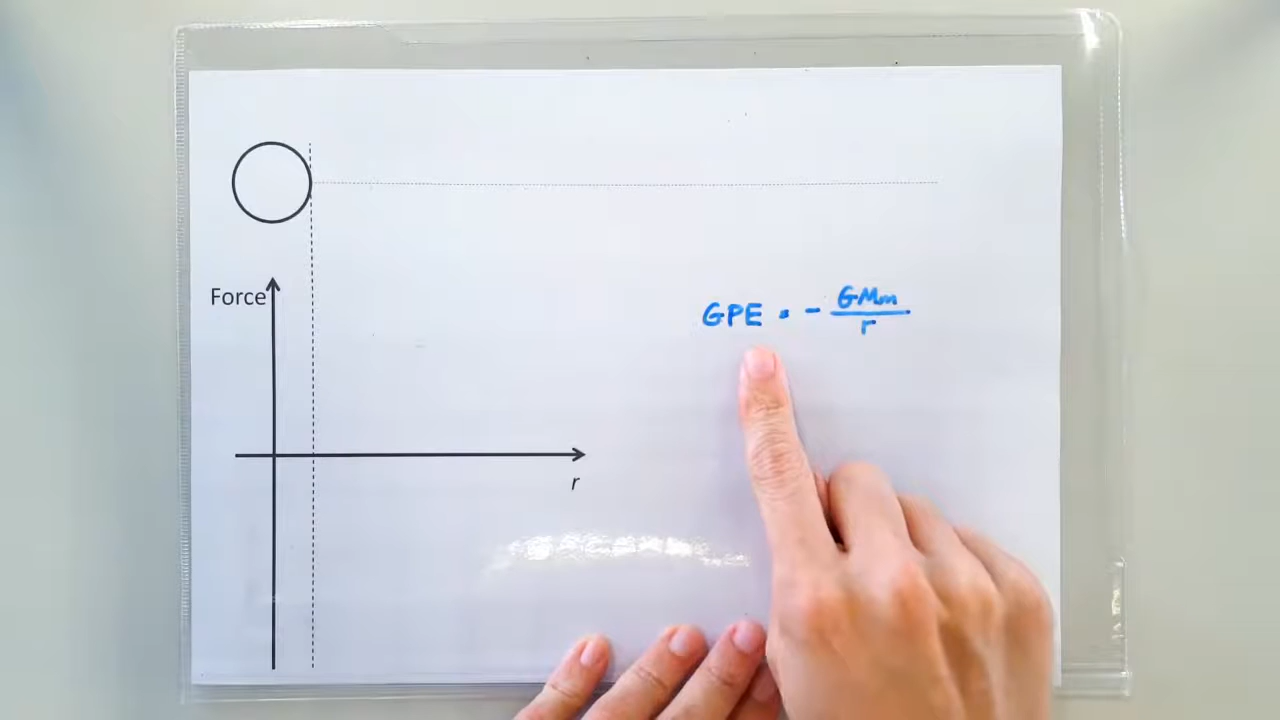 Force
GPE = - GMm/r
r